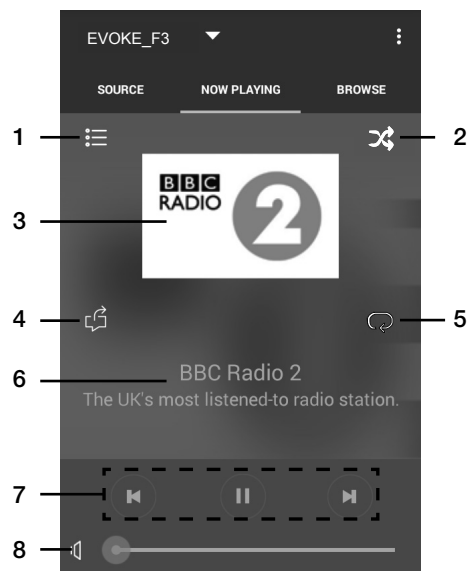 EVOKE_F3
SOURCE NOW PLAYING BROWSE
1
2
BBC
RADIO
2
3
4
5
6
BBC Radio 2
The UK's most listened-to radio station.
7
8